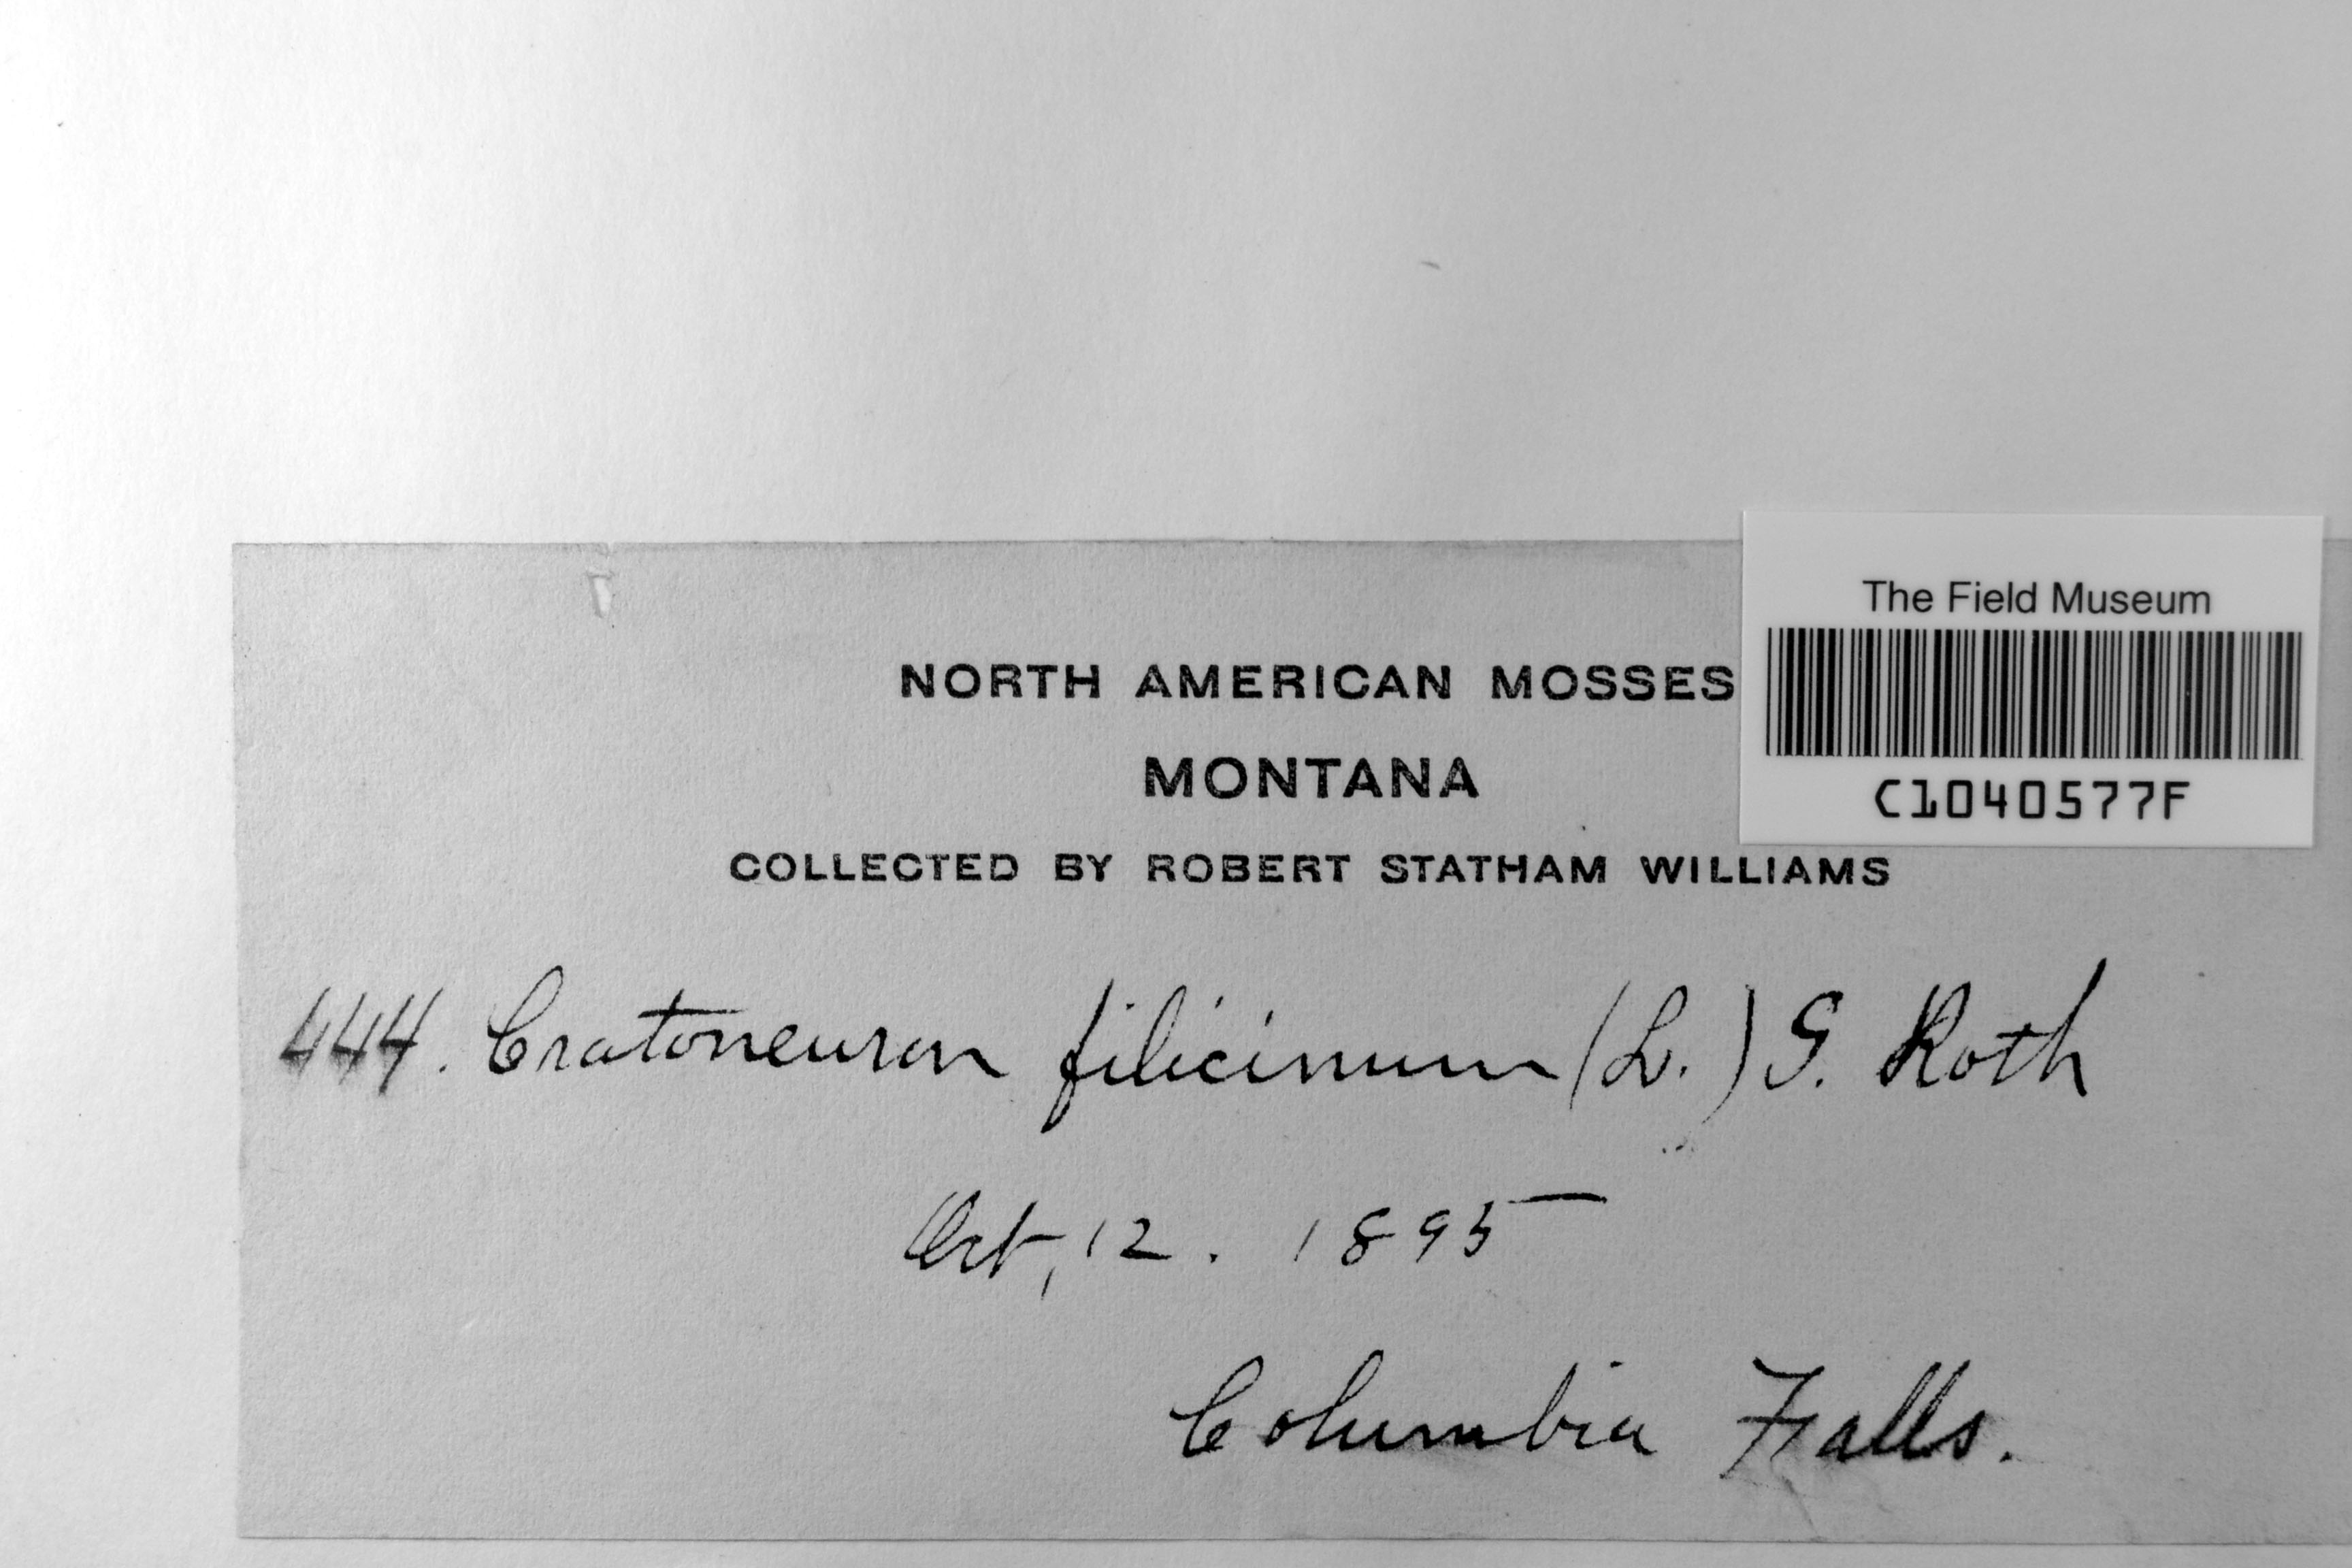 The Field Museum
C1040577F
NORTH AMERICAN MOSSES
MONTANA
COLLECTED BY ROBERT STATHAM WILLIAMS
444. Cratoneuron filicinum (L.) G. Roth
Oct, 12. 1895
Columbia Falls.